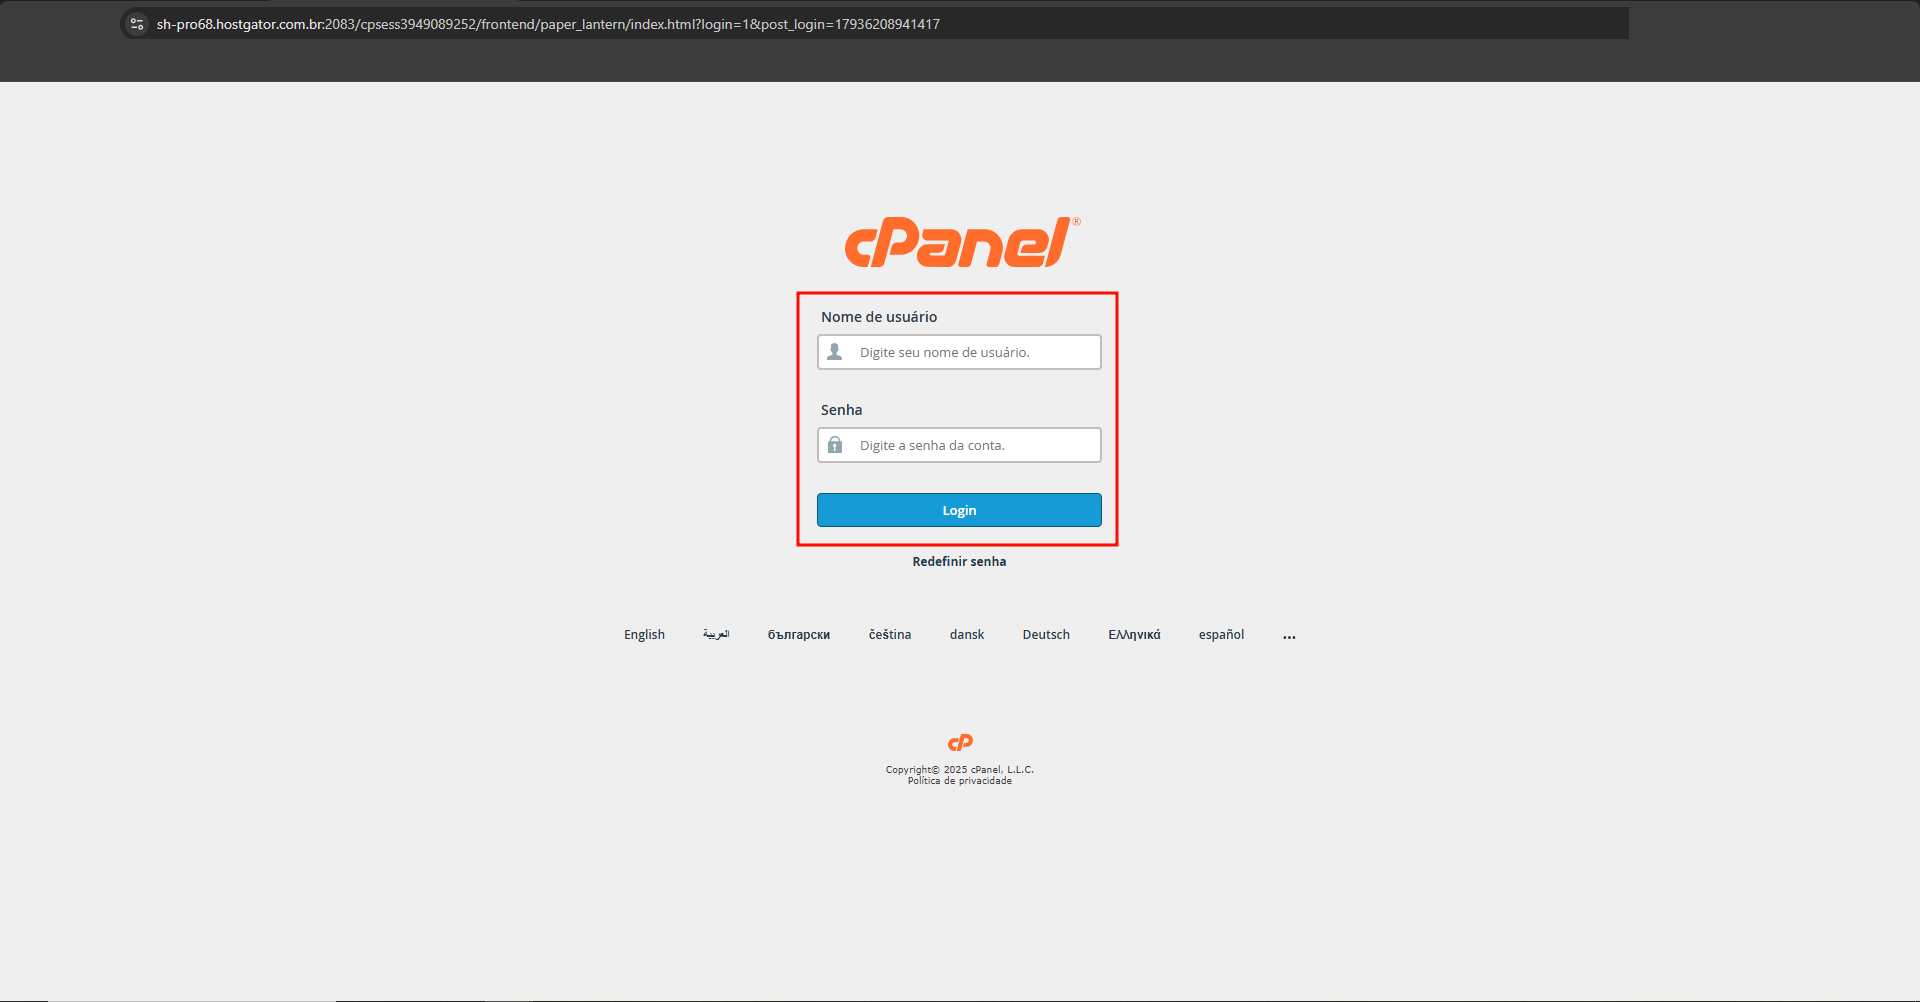 sh-pro68.hostgator.com.br:2083/cpsess3949089252/frontend/paper_lantern/index.html?login=1&post_login=17936208941417
cPanel®
Nome de usuário
Digite seu nome de usuário.
Senha
Digite a senha da conta.
Login
Redefinir senha
English العربية български čeština dansk Deutsch Ελληνικά español ...
cP
Copyright© 2025 cPanel, L.L.C.
Política de privacidade